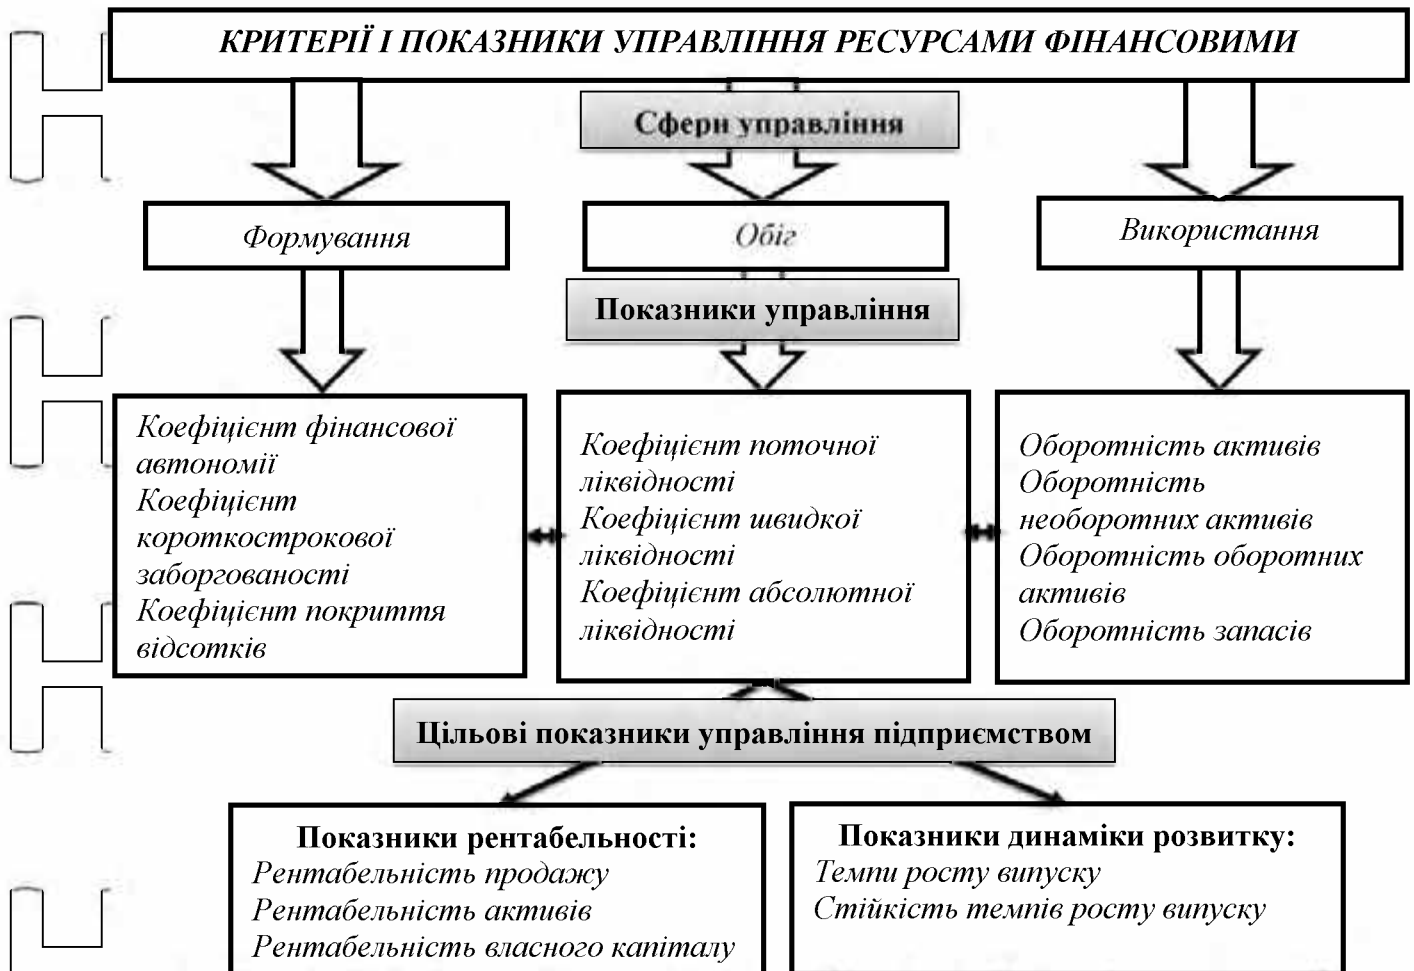 КРИТЕРІЇ І ПОКАЗНИКИ УПРАВЛІННЯ РЕСУРСАМИ ФІНАНСОВИМИ
Сфери управління
Формування
Обіг
Використання
Показники управління
Коефіцієнт фінансової
автономії
Коефіцієнт
короткострокової
заборгованості
Коефіцієнт покриття
відсотків
Коефіцієнт поточної
ліквідності
Коефіцієнт швидкої
ліквідності
Коефіцієнт абсолютної
ліквідності
Оборотність активів
Оборотність
необоротних активів
Оборотність оборотних
активів
Оборотність запасів
Цільові показники управління підприємством
Показники рентабельності:
Рентабельність продажу
Рентабельність активів
Рентабельність власного капіталу
Показники динаміки розвитку:
Темпи росту випуску
Стійкість темпів росту випуску